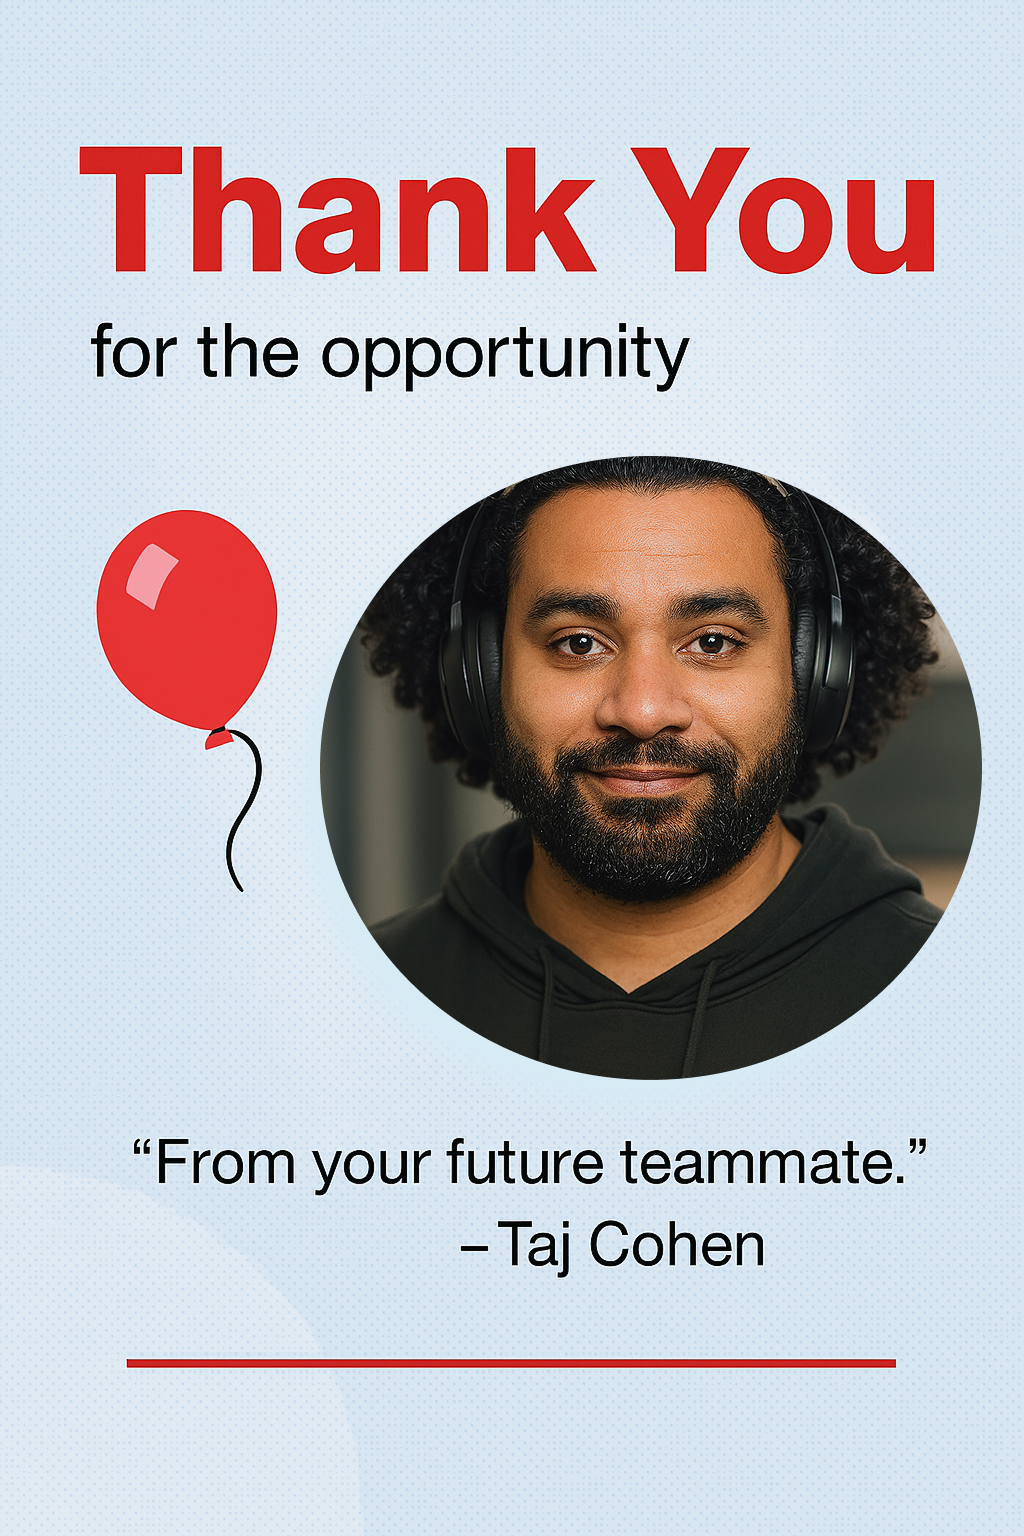 Thank You
for the opportunity
“From your future teammate.”
– Taj Cohen